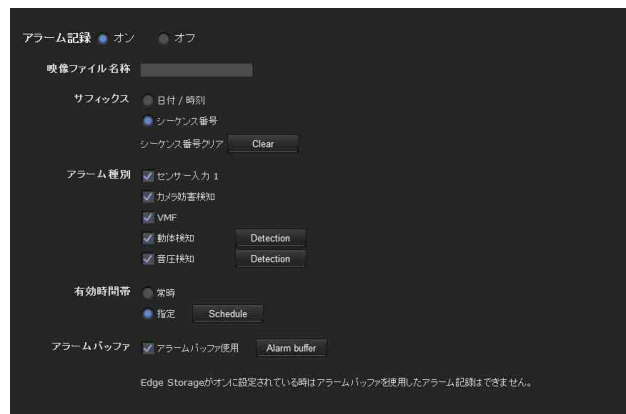 アラーム記録 オン オフ
映像ファイル名称
サフィックス 日付 / 時刻
シーケンス番号
シーケンス番号クリア Clear
アラーム種別 センサー入力 1
カメラ妨害検知
VMF
動体検知 Detection
音圧検知 Detection
有効時間帯 常時
指定 Schedule
アラームバッファ アラームバッファ使用 Alarm buffer
Edge Storageがオンに設定されている時はアラームバッファを使用したアラーム記録はできません。